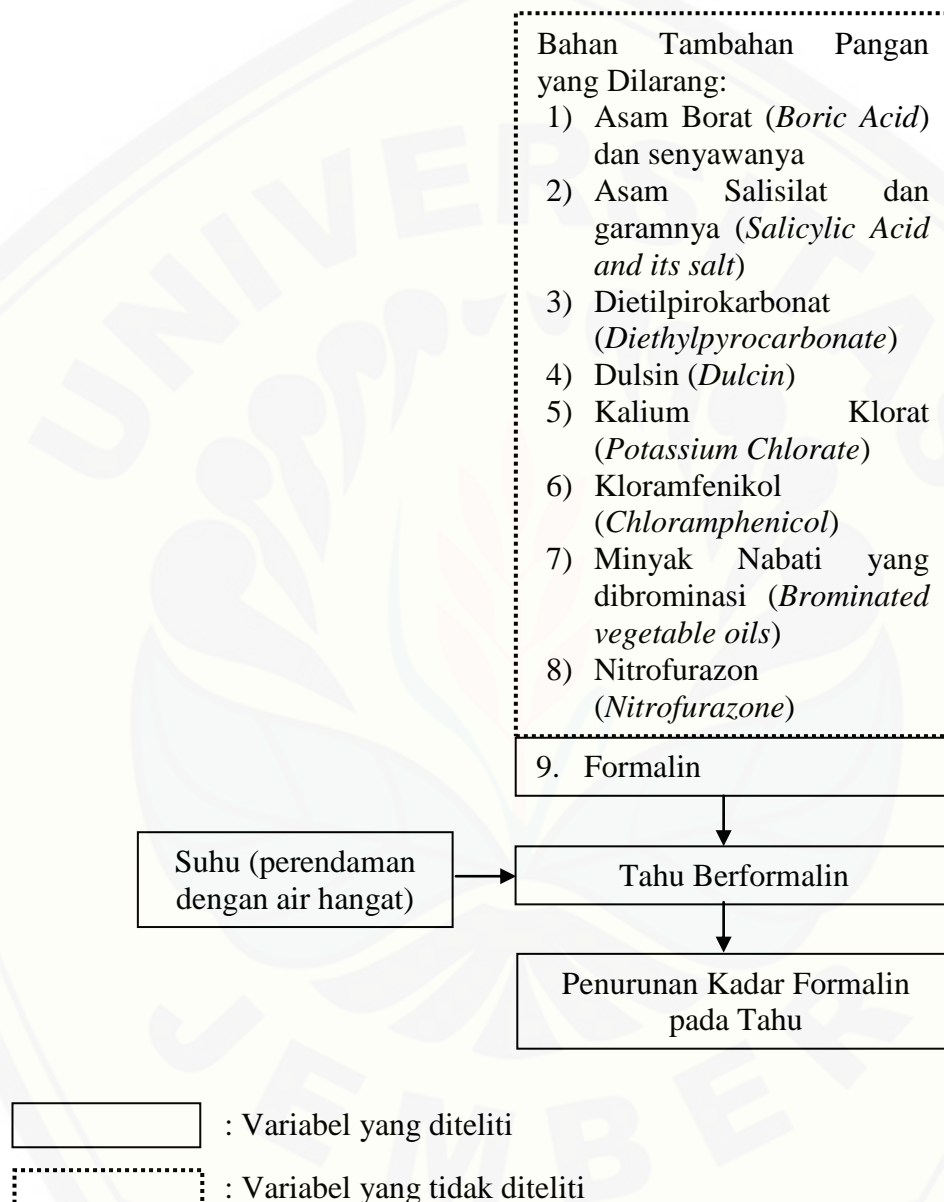 Bahan Tambahan Pangan
yang Dilarang:
1) Asam Borat (Boric Acid)
dan senyawanya
2) Asam Salisilat dan
garamnya (Salicylic Acid
and its salt)
3) Dietilpirokarbonat
(Diethylpyrocarbonate)
4) Dulsin (Dulcin)
5) Kalium Klorat
(Potassium Chlorate)
6) Kloramfenikol
(Chloramphenicol)
7) Minyak Nabati yang
dibrominasi (Brominated
vegetable oils)
8) Nitrofurazon
(Nitrofurazone)
9. Formalin
Suhu (perendaman
dengan air hangat)
Tahu Berformalin
Penurunan Kadar Formalin
pada Tahu
: Variabel yang diteliti
: Variabel yang tidak diteliti
UNIVERSITAS
JEMBER